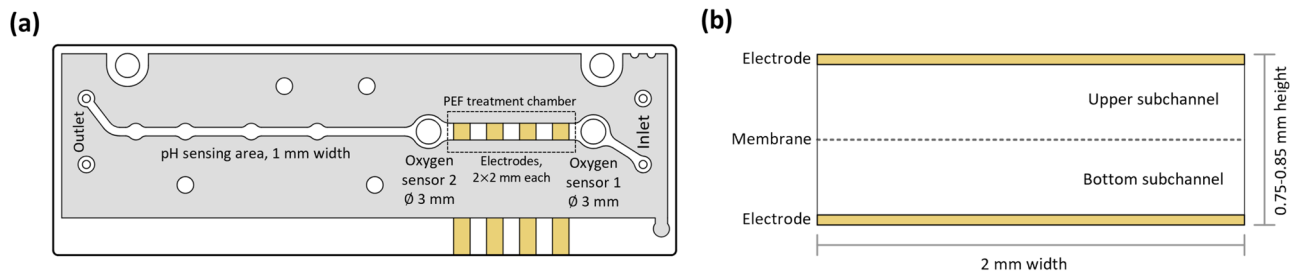 (a)
PEF treatment chamber
Outlet
Inlet
pH sensing area, 1 mm width
Oxygen
sensor 2
Ø 3 mm
Electrodes,
2×2 mm each
Oxygen
sensor 1
Ø 3 mm
(b)
Electrode
Upper subchannel
Membrane
Bottom subchannel
Electrode
0.75-0.85 mm height
2 mm width